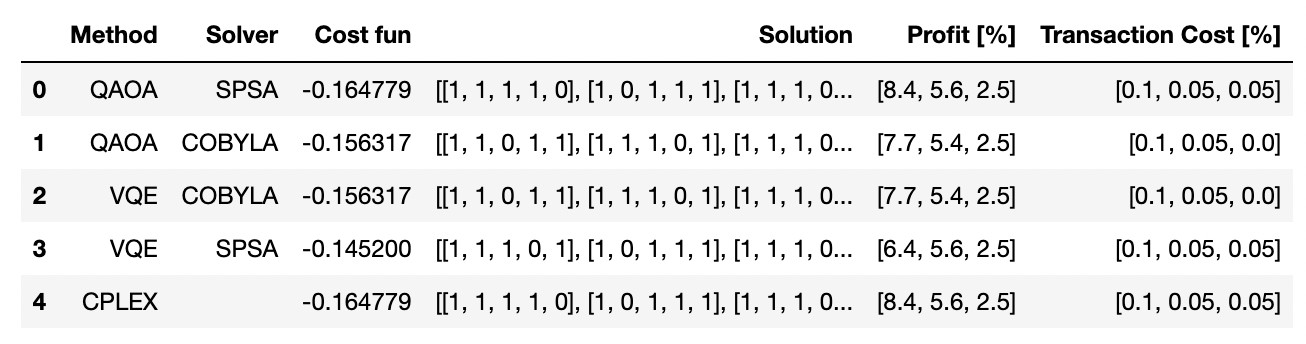 Method Solver Cost fun Solution Profit [%] Transaction Cost [%]
0 QAOA SPSA -0.164779 [[1, 1, 1, 1, 0], [1, 0, 1, 1, 1], [1, 1, 1, 0... [8.4, 5.6, 2.5] [0.1, 0.05, 0.05]
1 QAOA COBYLA -0.156317 [[1, 1, 0, 1, 1], [1, 1, 1, 0, 1], [1, 1, 1, 0... [7.7, 5.4, 2.5] [0.1, 0.05, 0.0]
2 VQE COBYLA -0.156317 [[1, 1, 0, 1, 1], [1, 1, 1, 0, 1], [1, 1, 1, 0... [7.7, 5.4, 2.5] [0.1, 0.05, 0.0]
3 VQE SPSA -0.145200 [[1, 1, 1, 0, 1], [1, 0, 1, 1, 1], [1, 1, 1, 0... [6.4, 5.6, 2.5] [0.1, 0.05, 0.05]
4 CPLEX -0.164779 [[1, 1, 1, 1, 0], [1, 0, 1, 1, 1], [1, 1, 1, 0... [8.4, 5.6, 2.5] [0.1, 0.05, 0.05]